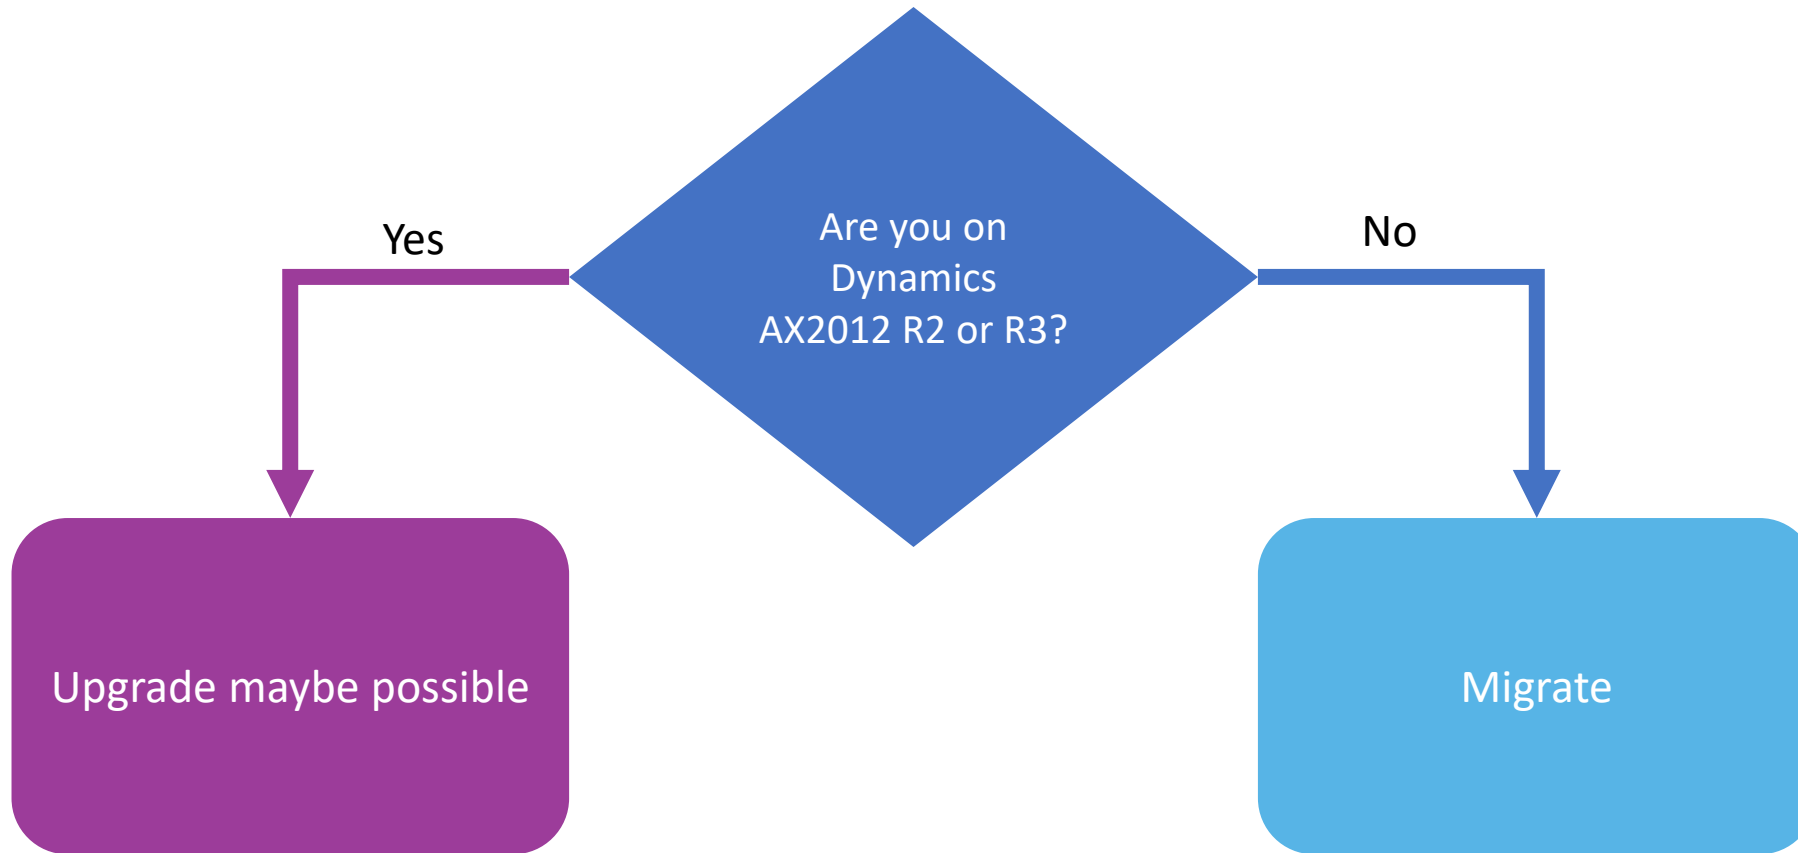 Yes
Are you on
Dynamics
AX2012 R2 or R3?
No
Upgrade maybe possible
Migrate